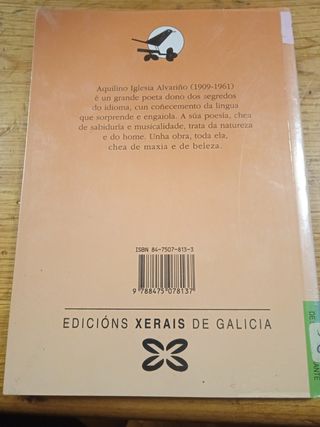 Aquilino Iglesia Alvariño (1909-1961)
é un grande poeta dono dos segredos
do idioma, cun coñecemento da lingua
que sorprende e engaiola. A súa poesía, chea
de sabiduría e musicalidade, trata da natureza
e do home. Unha obra, toda ela,
chea de maxia e de beleza.
ISBN 84-7507-813-3
9 788475 078137
EDICIÓNS XERAIS DE GALICIA